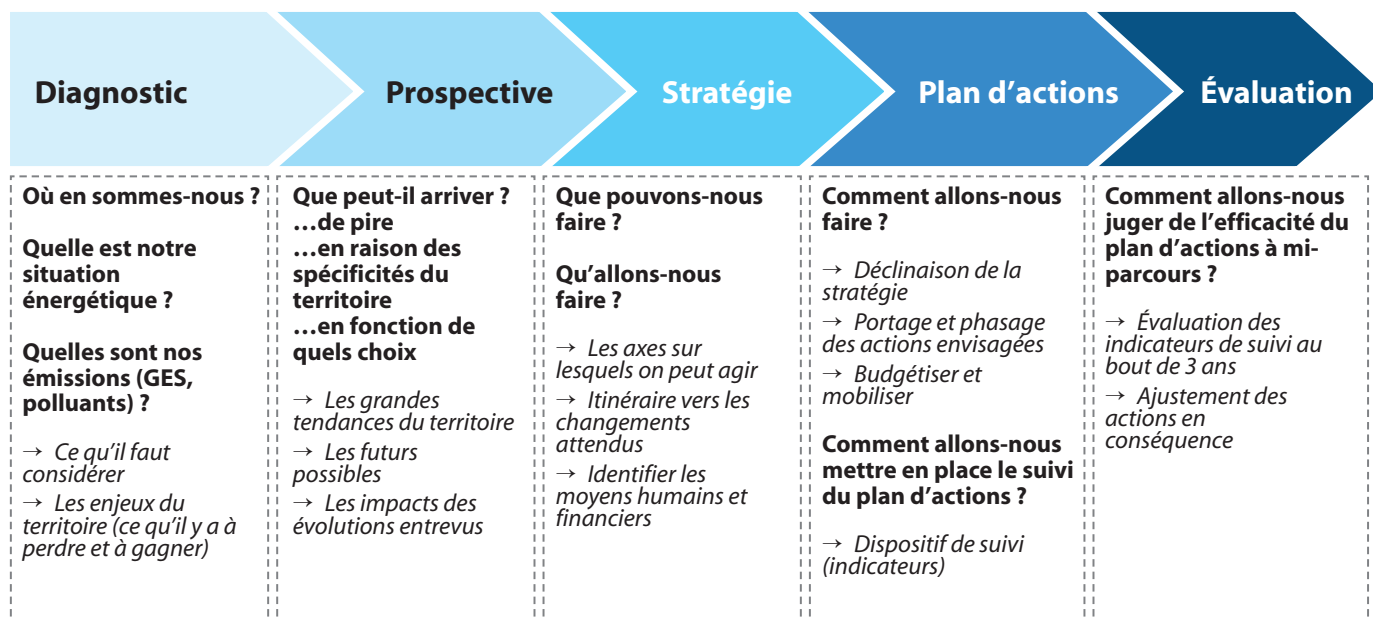 Diagnostic
Prospective
Stratégie
Plan d’actions
Évaluation
Où en sommes-nous ?
Quelle est notre
situation
énergétique ?
Quelles sont nos
émissions (GES,
polluants) ?
→ Ce qu’il faut
considérer
→ Les enjeux du
territoire (ce qu’il y a à
perdre et à gagner)
Que peut-il arriver ?
…de pire
…en raison des
spécificités du
territoire
…en fonction de
quels choix
→ Les grandes
tendances du territoire
→ Les futurs
possibles
→ Les impacts des
évolutions entrevus
Que pouvons-nous
faire ?
Qu’allons-nous
faire ?
→ Les axes sur
lesquels on peut agir
→ Itinéraire vers les
changements
attendus
→ Identifier les
moyens humains et
financiers
Comment allons-nous
faire ?
→ Déclinaison de la
stratégie
→ Portage et phasage
des actions envisagées
→ Budgétiser et
mobiliser
Comment allons-nous
mettre en place le suivi
du plan d’actions ?
→ Dispositif de suivi
(indicateurs)
Comment allons-nous
juger de l’efficacité du
plan d’actions à mi-
parcours ?
→ Évaluation des
indicateurs de suivi au
bout de 3 ans
→ Ajustement des
actions en
conséquence